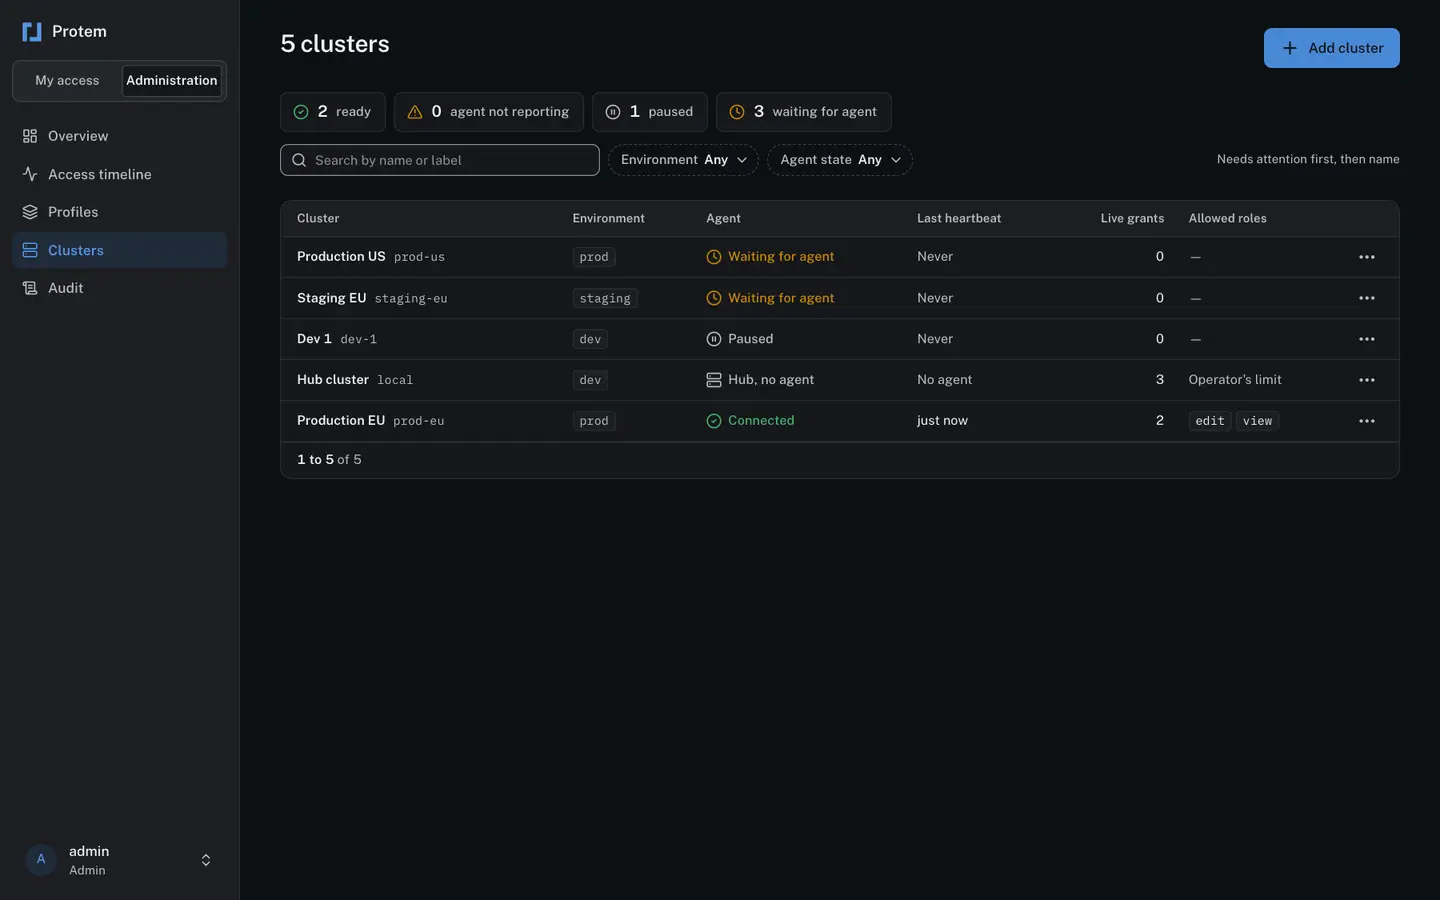 Protem
My access Administration
Overview
Access timeline
Profiles
Clusters
Audit
A admin
Admin
5 clusters
Add cluster
2 ready 0 agent not reporting 1 paused 3 waiting for agent
Search by name or label Environment Any Agent state Any Needs attention first, then name
Cluster Environment Agent Last heartbeat Live grants Allowed roles
Production US prod-us prod Waiting for agent Never 0 —
Staging EU staging-eu staging Waiting for agent Never 0 —
Dev 1 dev-1 dev Paused Never 0 —
Hub cluster local dev Hub, no agent No agent 3 Operator's limit
Production EU prod-eu prod Connected just now 2 edit view
1 to 5 of 5